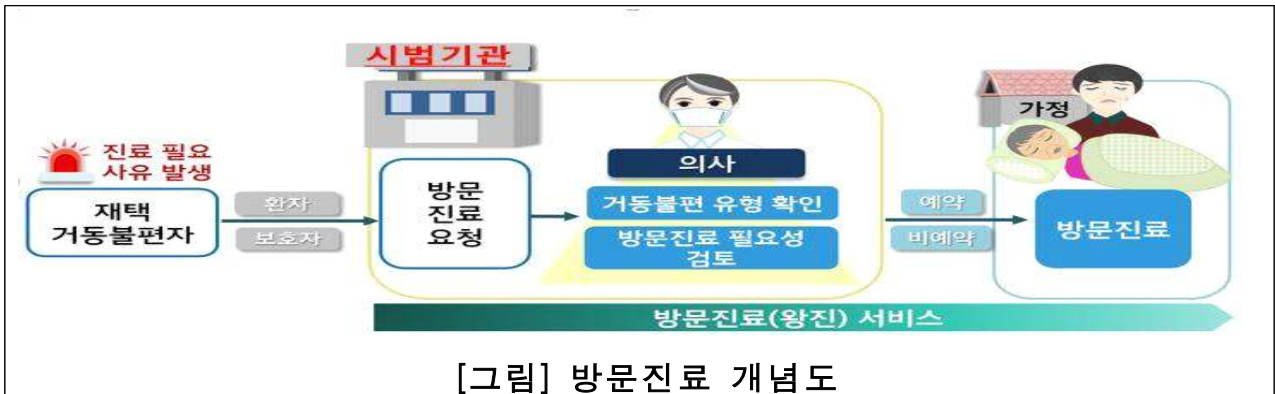 시범기관
진료 필요
사유 발생
재택
거동불편자
환자
보호자
방문
진료
요청
의사
거동불편 유형 확인
방문진료 필요성
검토
예약
비예약
가정
방문진료
방문진료(왕진) 서비스
[그림] 방문진료 개념도